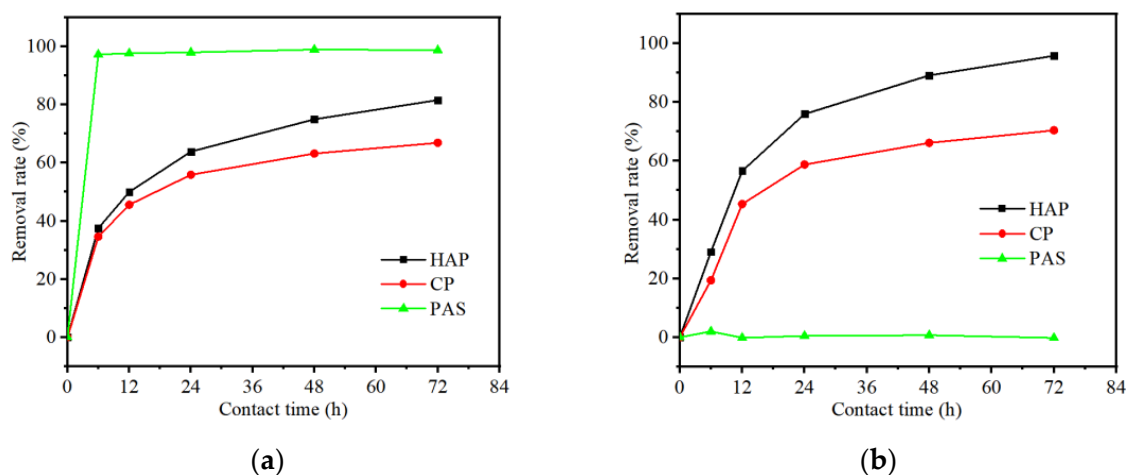 100
80
60
40
20
0
Removal rate (%)
HAP
CP
PAS
0 12 24 36 48 60 72 84
Contact time (h)
(a)
100
80
60
40
20
0
Removal rate (%)
HAP
CP
PAS
0 12 24 36 48 60 72 84
Contact time (h)
(b)